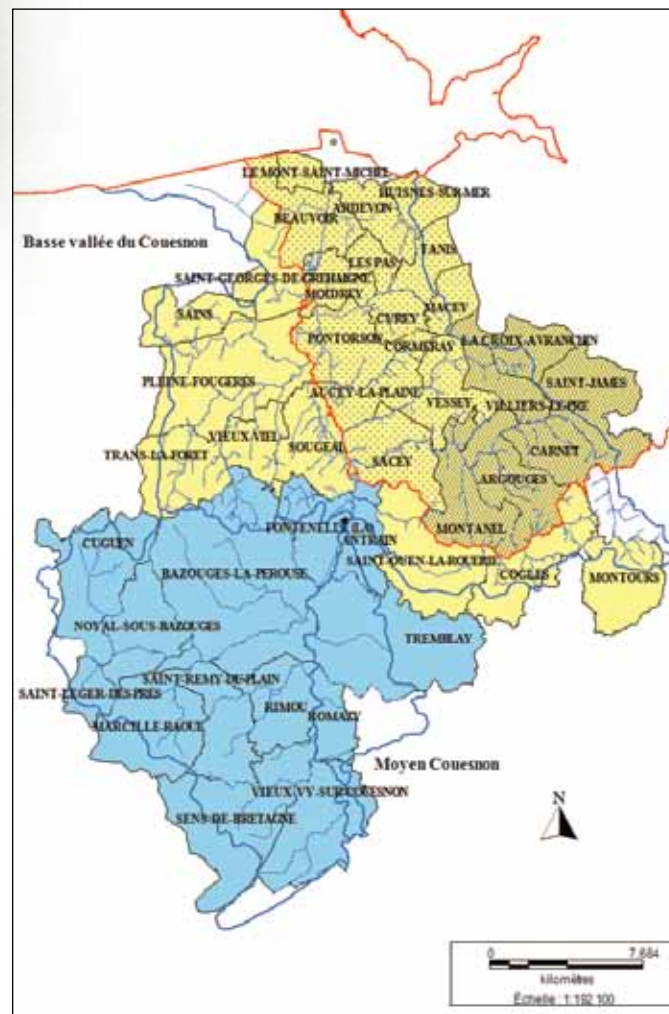 LE MONT-SAINT-MICHEL
HUISNES-SUR-MER
ARDEVON
BEAUVOIR
Basse vallée du Couesnon
TANIS
LES PAS
SAINT-GEORGES-DE-GREHAIGNE
MOIDREY
MACEY
SAINS
CUREY
PONTORSON
CORMERAY
LA CROIX-AVRANCHIN
SAINT-JAMES
PLEINE-FOUGERES
AUCEY-LA-PLAINE
VESSEY
VILLIERS-LE-PRE
VIEUX-VIEL
SOUGEAL
TRANS-LA-FORET
SACEY
CARNET
ARGOUGES
FONTENELLE (LA)
MONTANEL
ANTRAIN
CUGUEN
SAINT-OUEN-LA-ROUERIE
BAZOUGES-LA-PEROUSE
COGLES
MONTOURS
NOYAL-SOUS-BAZOUGES
TREMBLAY
SAINT-REMY-DU-PLAIN
SAINT-LEGER-DES-PRES
RIMOU
ROMAZY
MARCILLE-RAOUL
Moyen Couesnon
VIEUX-VY-SUR-COUESNON
SENS-DE-BRETAGNE
N
0 7,684
kilomètres
Échelle : 1:192 100